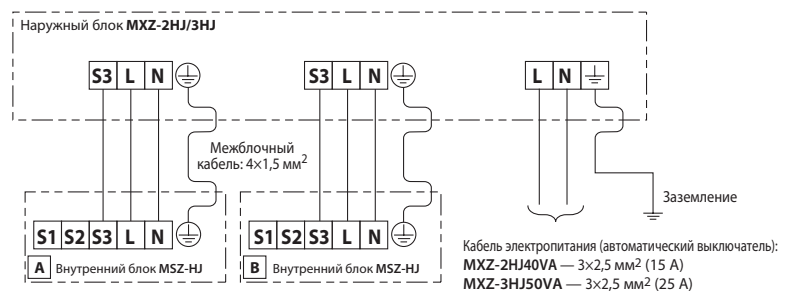 Наружный блок MXZ-2HJ/3HJ
S3 L N
S3 L N
L N
Межблочный
кабель: 4×1,5 мм²
Заземление
S1 S2 S3 L N
S1 S2 S3 L N
A Внутренний блок MSZ-HJ
B Внутренний блок MSZ-HJ
Кабель электропитания (автоматический выключатель):
MXZ-2HJ40VA — 3×2,5 мм² (15 А)
MXZ-3HJ50VA — 3×2,5 мм² (25 А)